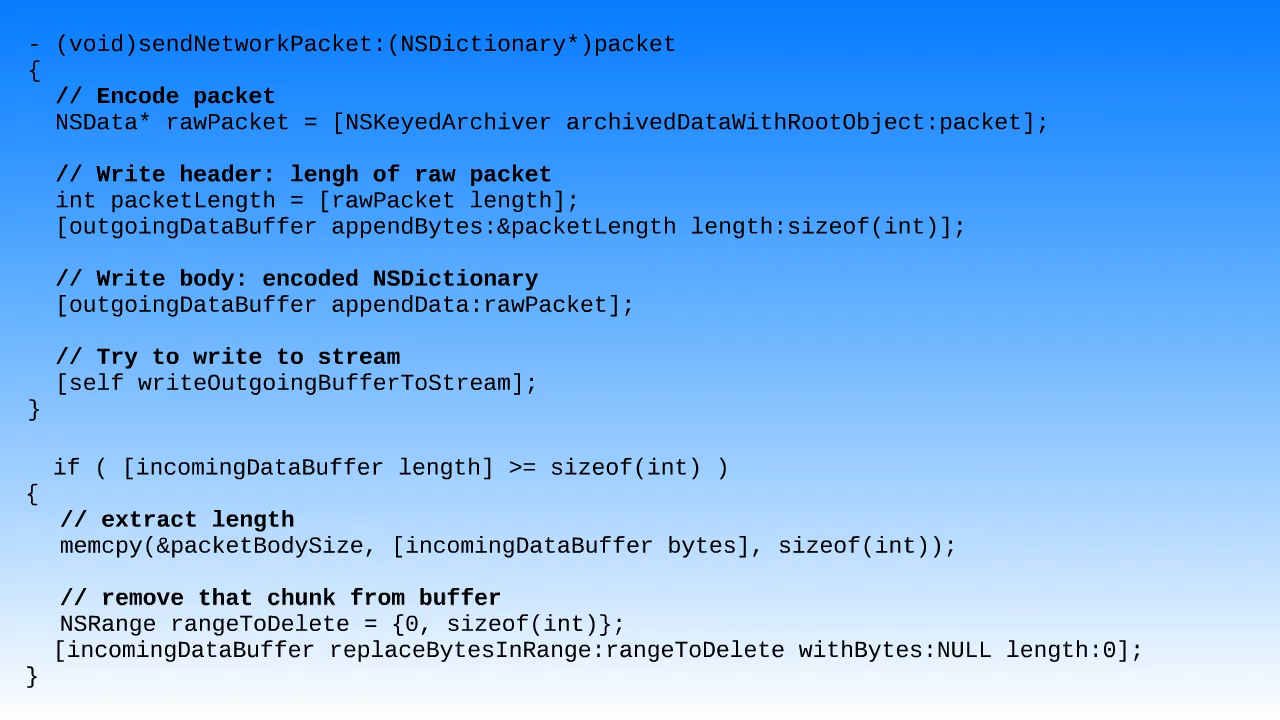 - (void)sendNetworkPacket:(NSDictionary*)packet
{
// Encode packet
NSData* rawPacket = [NSKeyedArchiver archivedDataWithRootObject:packet];
// Write header: lengh of raw packet
int packetLength = [rawPacket length];
[outgoingDataBuffer appendBytes:&packetLength length:sizeof(int)];
// Write body: encoded NSDictionary
[outgoingDataBuffer appendData:rawPacket];
// Try to write to stream
[self writeOutgoingBufferToStream];
}
if ( [incomingDataBuffer length] >= sizeof(int) )
{
// extract length
memcpy(&packetBodySize, [incomingDataBuffer bytes], sizeof(int));
// remove that chunk from buffer
NSRange rangeToDelete = {0, sizeof(int)};
[incomingDataBuffer replaceBytesInRange:rangeToDelete withBytes:NULL length:0];
}